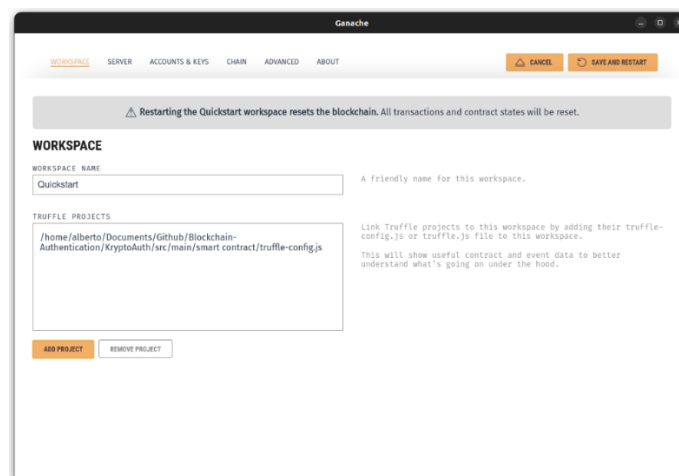 Ganache
WORKSPACE SERVER ACCOUNTS & KEYS CHAIN ADVANCED ABOUT CANCEL SAVE AND RESTART
Restarting the Quickstart workspace resets the blockchain. All transactions and contract states will be reset.
WORKSPACE
WORKSPACE NAME
Quickstart
A friendly name for this workspace.
TRUFFLE PROJECTS
/home/alberto/Documents/Github/Blockchain-
Authentication/KryptoAuth/src/main/smart contract/truffle-config.js
Link Truffle projects to this workspace by adding their truffle-
config.js or truffle.js file to this workspace.
This will show useful contract and event data to better
understand what's going on under the hood.
ADD PROJECT REMOVE PROJECT